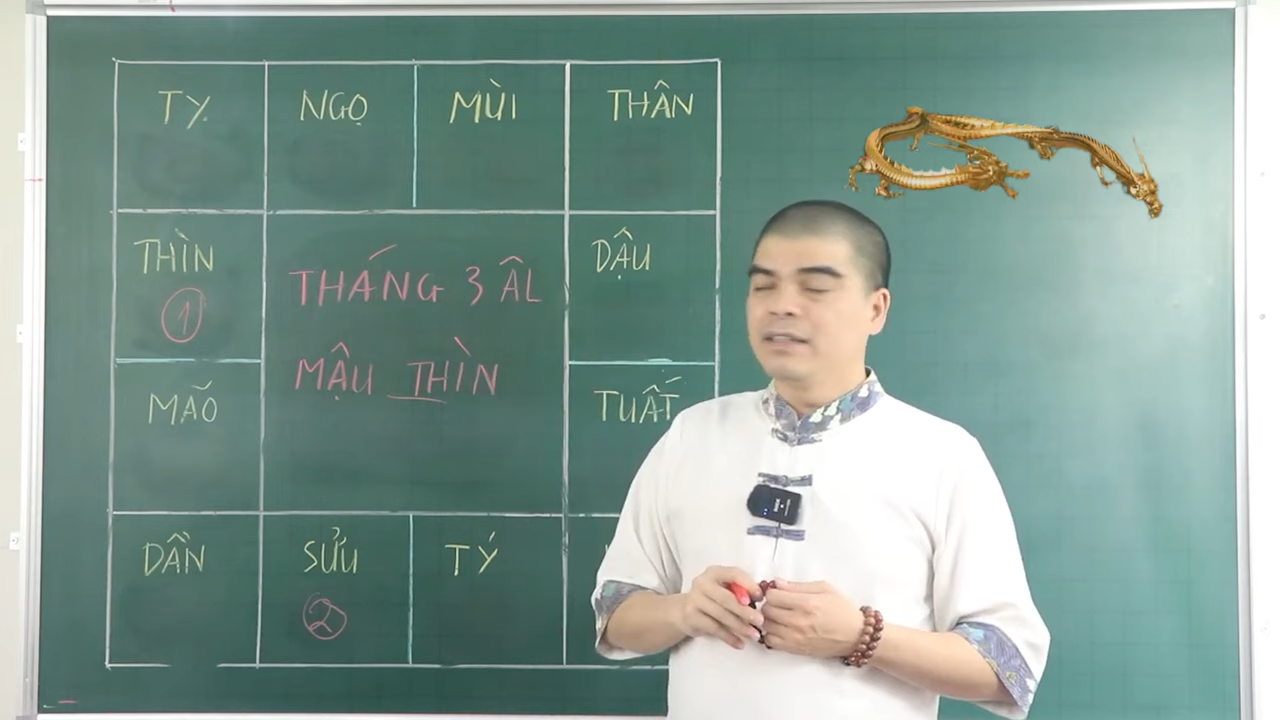 TỴ
NGỌ
MÙI
THÂN
THÌN
1
THÁNG 3 ÂL
MẬU THÌN
DẬU
MÃO
TUẤT
DẦN
SỬU
2
TÝ